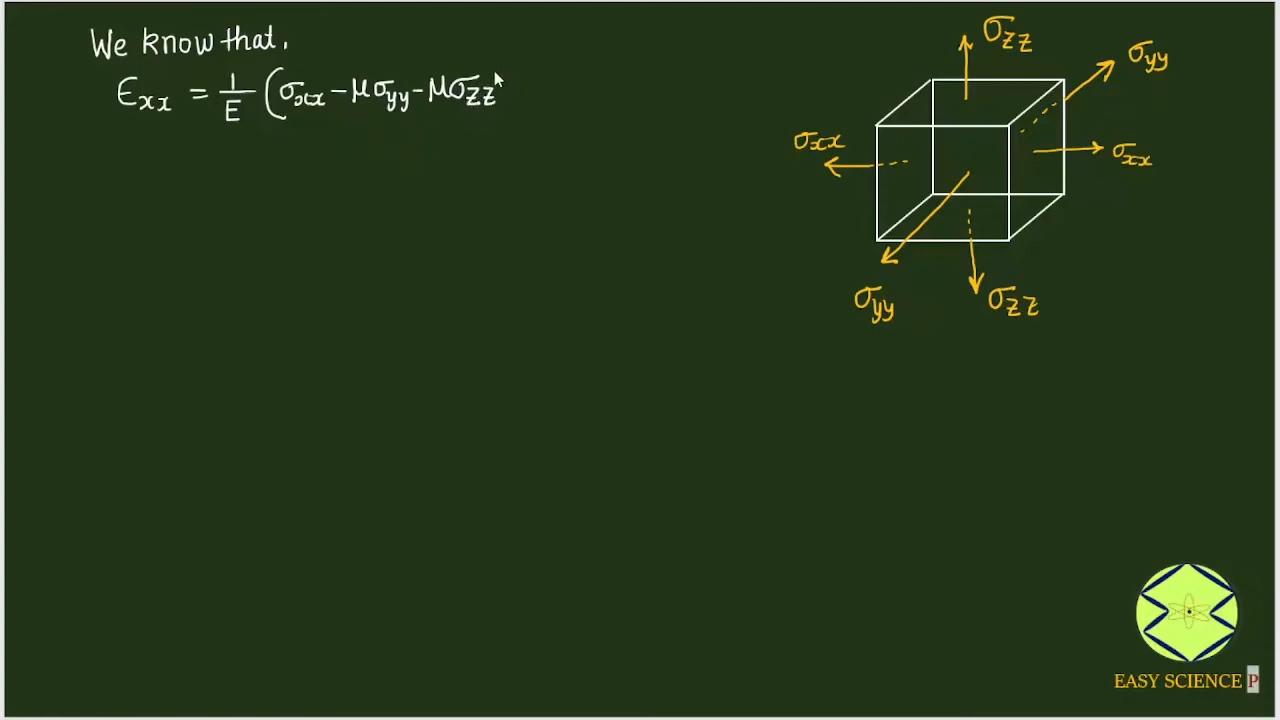 We know that,
ϵxx = 1/E (σxx - μσyy - μσzz
σzz
σyy
σxx
σxx
σyy
σzz
EASY SCIENCE P